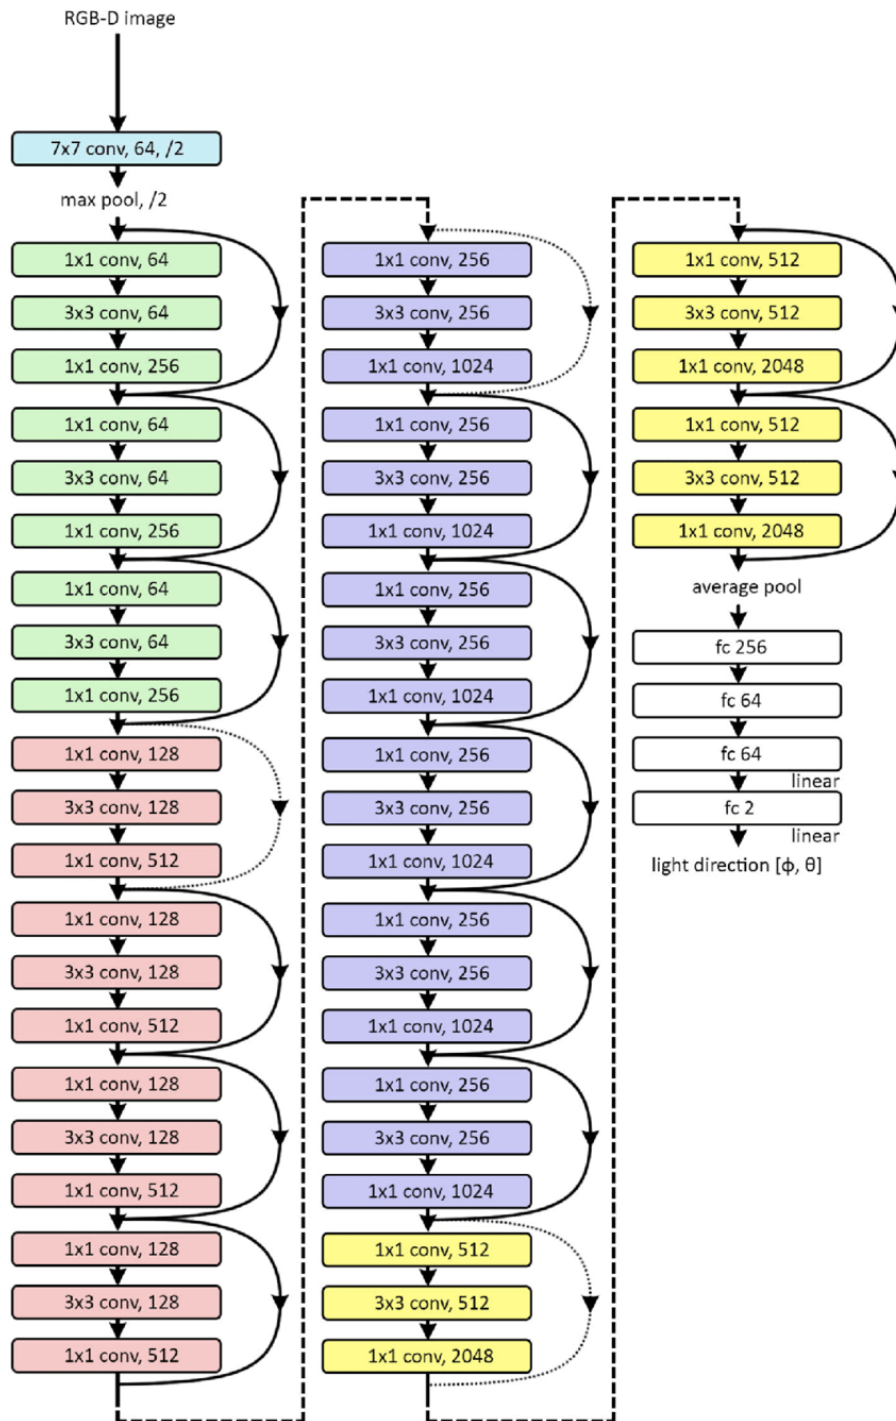 RGB-D image
7x7 conv, 64, /2
max pool, /2
1x1 conv, 64
3x3 conv, 64
1x1 conv, 256
1x1 conv, 64
3x3 conv, 64
1x1 conv, 256
1x1 conv, 64
3x3 conv, 64
1x1 conv, 256
1x1 conv, 128
3x3 conv, 128
1x1 conv, 512
1x1 conv, 128
3x3 conv, 128
1x1 conv, 512
1x1 conv, 128
3x3 conv, 128
1x1 conv, 512
1x1 conv, 128
3x3 conv, 128
1x1 conv, 512
1x1 conv, 256
3x3 conv, 256
1x1 conv, 1024
1x1 conv, 256
3x3 conv, 256
1x1 conv, 1024
1x1 conv, 256
3x3 conv, 256
1x1 conv, 1024
1x1 conv, 256
3x3 conv, 256
1x1 conv, 1024
1x1 conv, 256
3x3 conv, 256
1x1 conv, 1024
1x1 conv, 256
3x3 conv, 256
1x1 conv, 1024
1x1 conv, 512
3x3 conv, 512
1x1 conv, 2048
1x1 conv, 512
3x3 conv, 512
1x1 conv, 2048
1x1 conv, 512
3x3 conv, 512
1x1 conv, 2048
average pool
fc 256
fc 64
fc 64
linear
fc 2
linear
light direction [ϕ, θ]